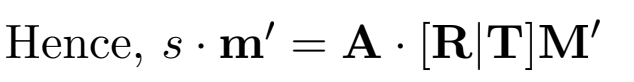 Hence, s · m′ = A · [R|T]M′